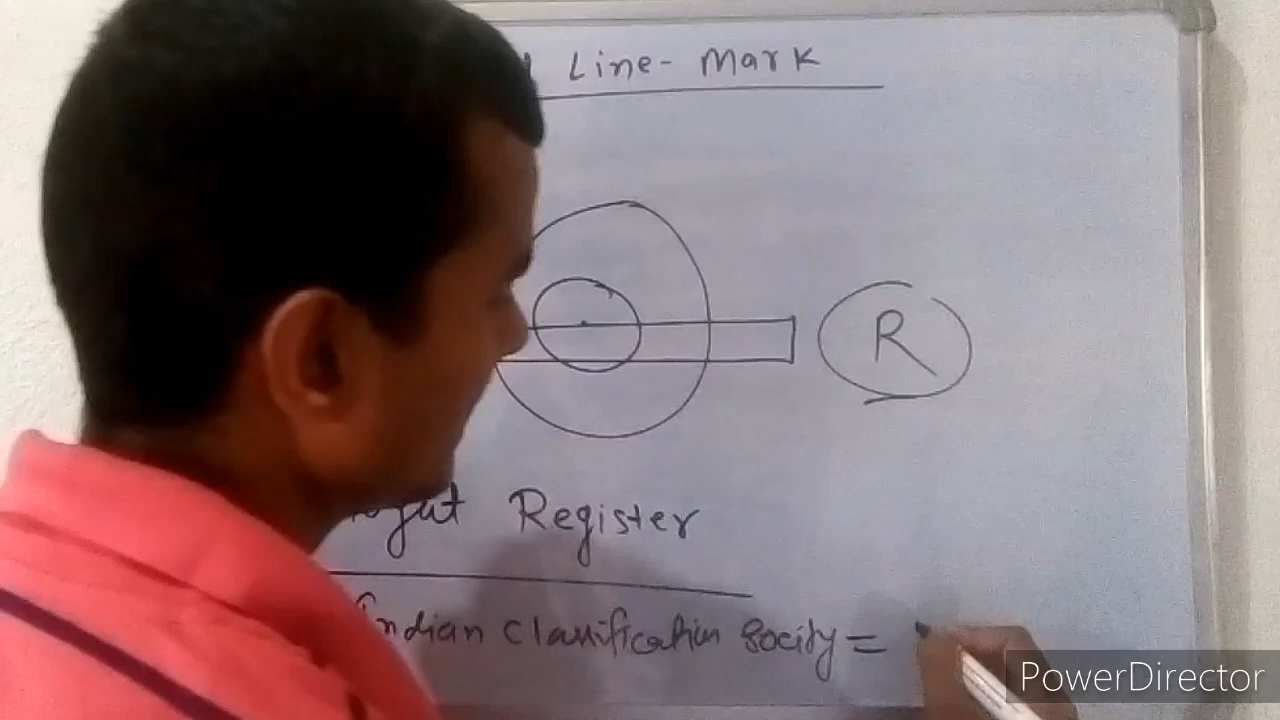 Line - Mark
R
Register
Indian Classification Socity =
PowerDirector